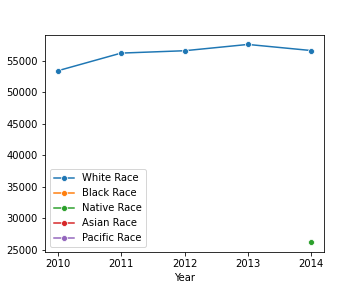 55000
50000
45000
40000
35000
30000
25000
White Race
Black Race
Native Race
Asian Race
Pacific Race
2010 2011 2012 2013 2014
Year